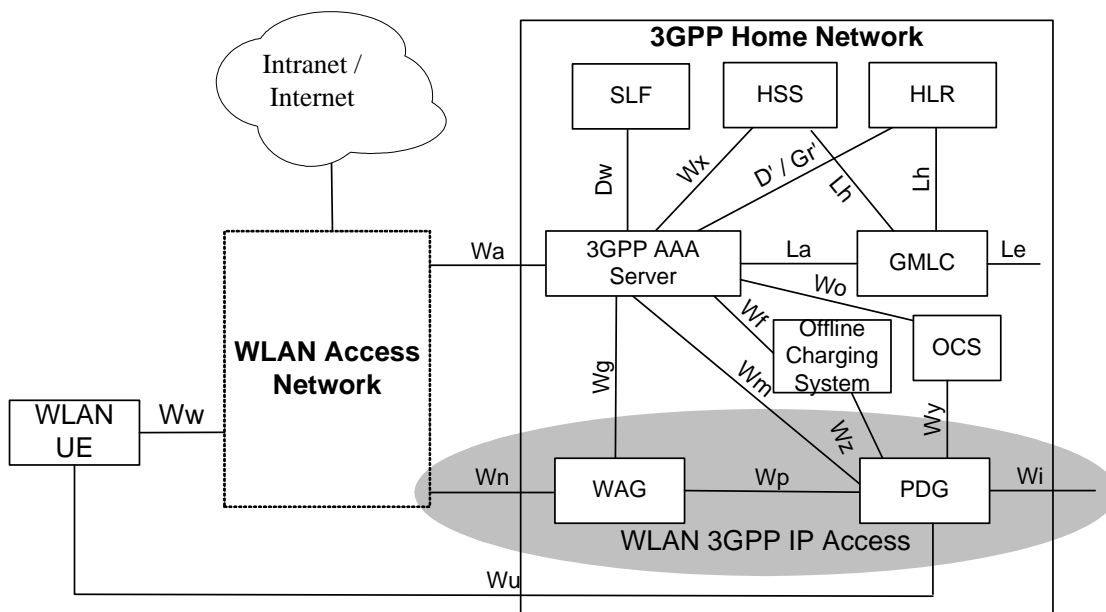 3GPP Home Network
Intranet /
Internet
SLF
HSS
HLR
Dw
Wx
D' / Gr'
Lh
Lh
Wa
3GPP AAA
Server
La
GMLC
Le
Wo
Wf
Offline
Charging
System
OCS
WLAN Access
Network
Wg
Wm
WLAN
UE
Ww
Wz
Wy
Wn
WAG
Wp
PDG
Wi
WLAN 3GPP IP Access
Wu